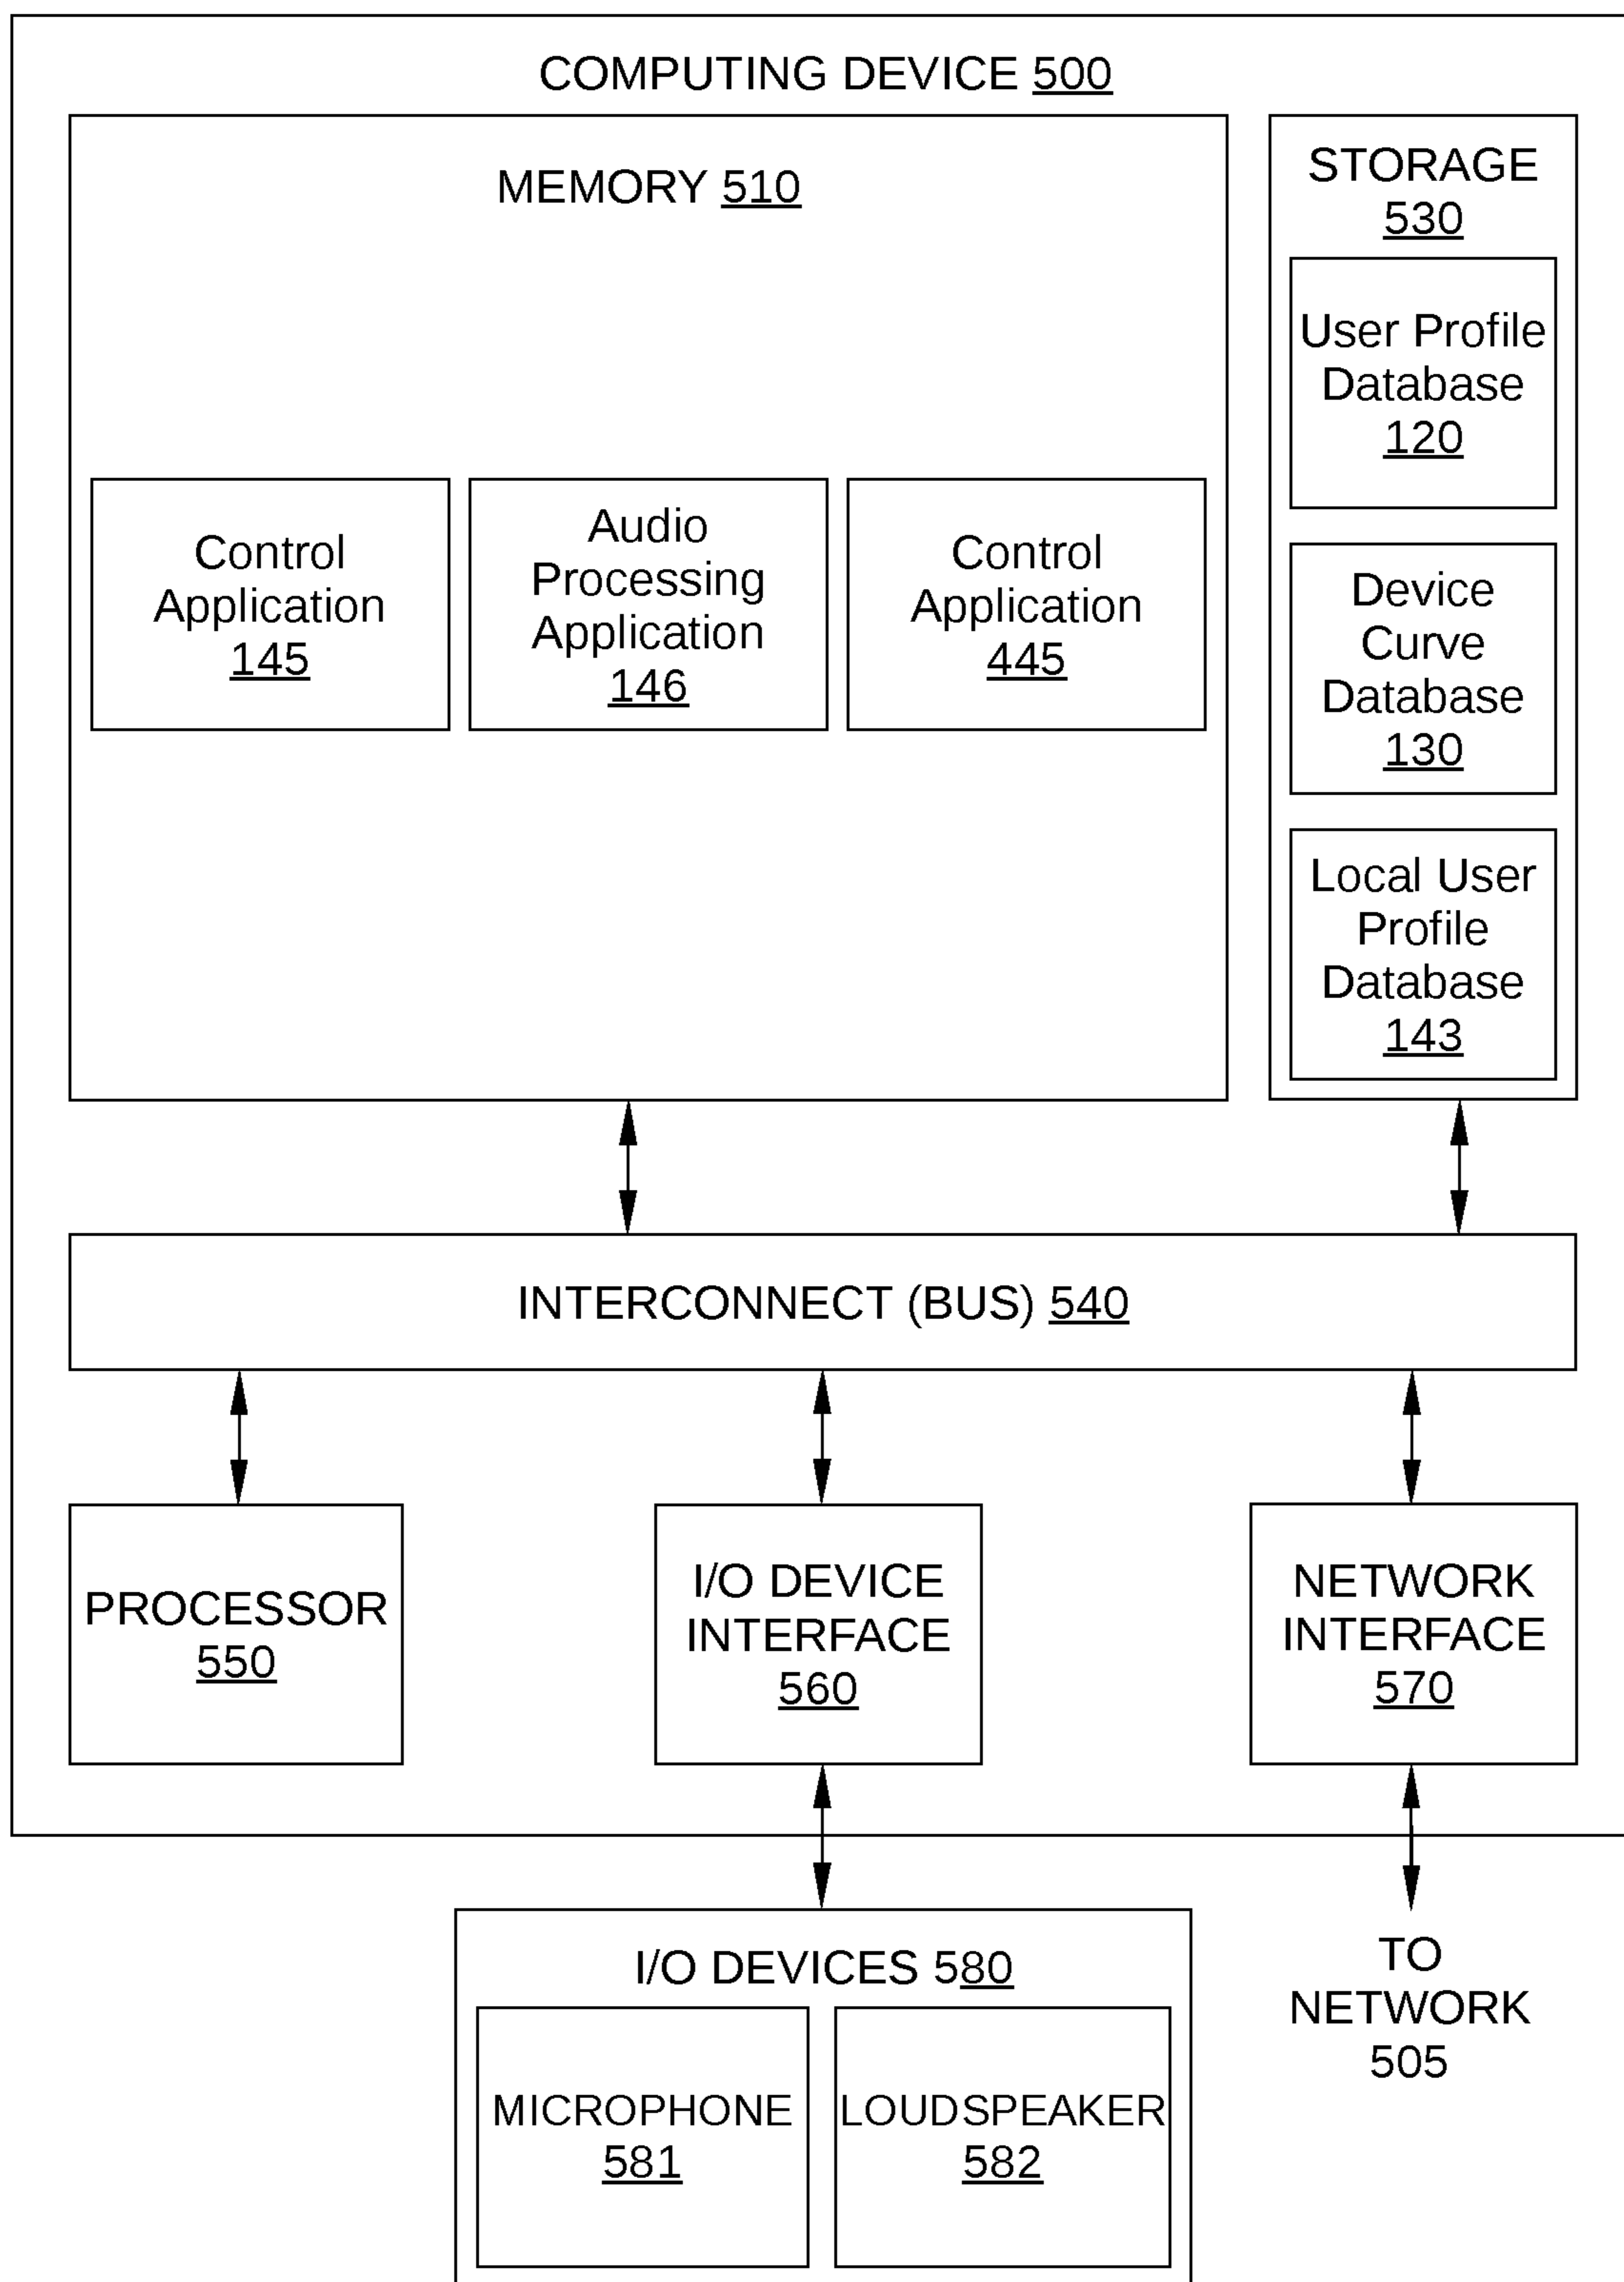 COMPUTING DEVICE 500
MEMORY 510
Control
Application
145
Audio
Processing
Application
146
Control
Application
445
STORAGE
530
User Profile
Database
120
Device
Curve
Database
130
Local User
Profile
Database
143
INTERCONNECT (BUS) 540
PROCESSOR
550
I/O DEVICE
INTERFACE
560
NETWORK
INTERFACE
570
I/O DEVICES 580
MICROPHONE
581
LOUDSPEAKER
582
TO
NETWORK
505